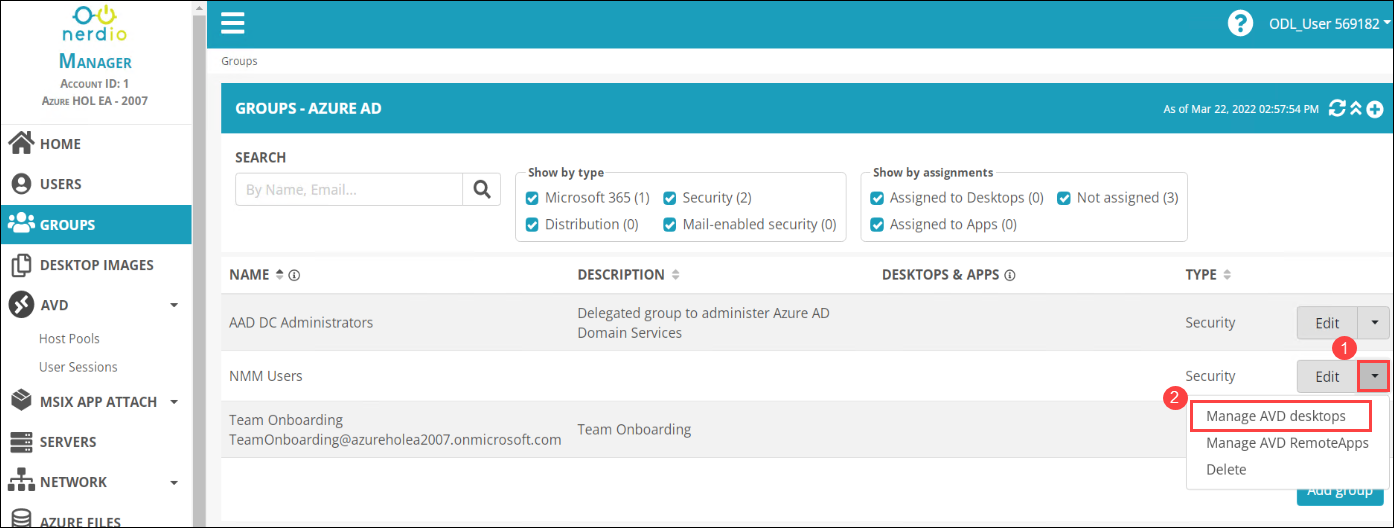 nerdio
MANAGER
ACCOUNT ID: 1
AZURE HOL EA - 2007
HOME
USERS
GROUPS
DESKTOP IMAGES
AVD
Host Pools
User Sessions
MSIX APP ATTACH
SERVERS
NETWORK
AZURE FILES
? ODL_User 569182
Groups
GROUPS - AZURE AD As of Mar 22, 2022 02:57:54 PM
SEARCH
By Name, Email...
Show by type
Microsoft 365 (1) Security (2)
Distribution (0) Mail-enabled security (0)
Show by assignments
Assigned to Desktops (0) Not assigned (3)
Assigned to Apps (0)
NAME DESCRIPTION DESKTOPS & APPS TYPE
AAD DC Administrators Delegated group to administer Azure AD Security Edit
Domain Services
1
NMM Users Security Edit
2
Manage AVD desktops
Manage AVD RemoteApps
Delete
Team Onboarding Team Onboarding
TeamOnboarding@azureholea2007.onmicrosoft.com
Add group